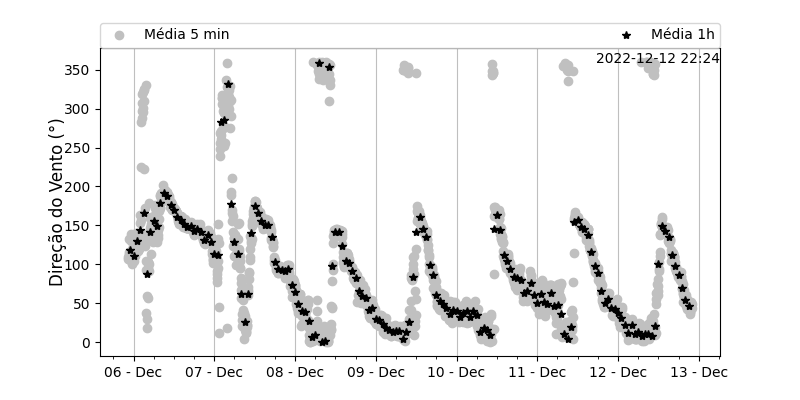 Média 5 min
Média 1h
2022-12-12 22:24
Direção do Vento (°)
350
300
250
200
150
100
50
0
06 - Dec
07 - Dec
08 - Dec
09 - Dec
10 - Dec
11 - Dec
12 - Dec
13 - Dec